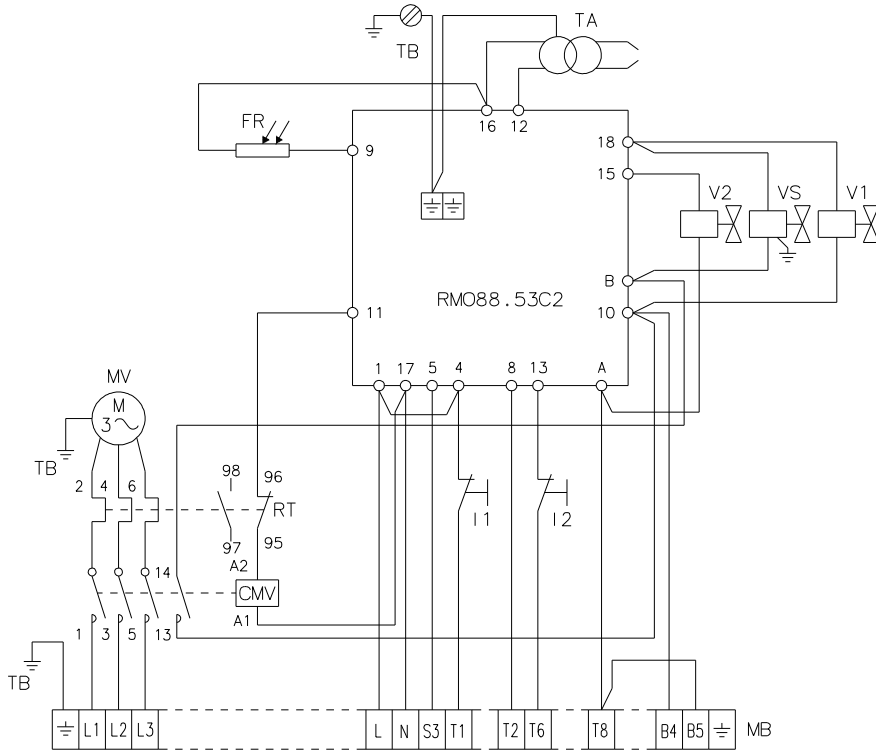 TA
TB
FR
16 12
9
18
15
V2 VS V1
B
RMO88.53C2
11
10
1 17 5 4 8 13 A
MV
M
3
TB
98 96
2 4 6
RT
I1 I2
97 95
A2
14
CMV
A1
1 3 5 13
TB
L1 L2 L3 L N S3 T1 T2 T6 T8 B4 B5 MB